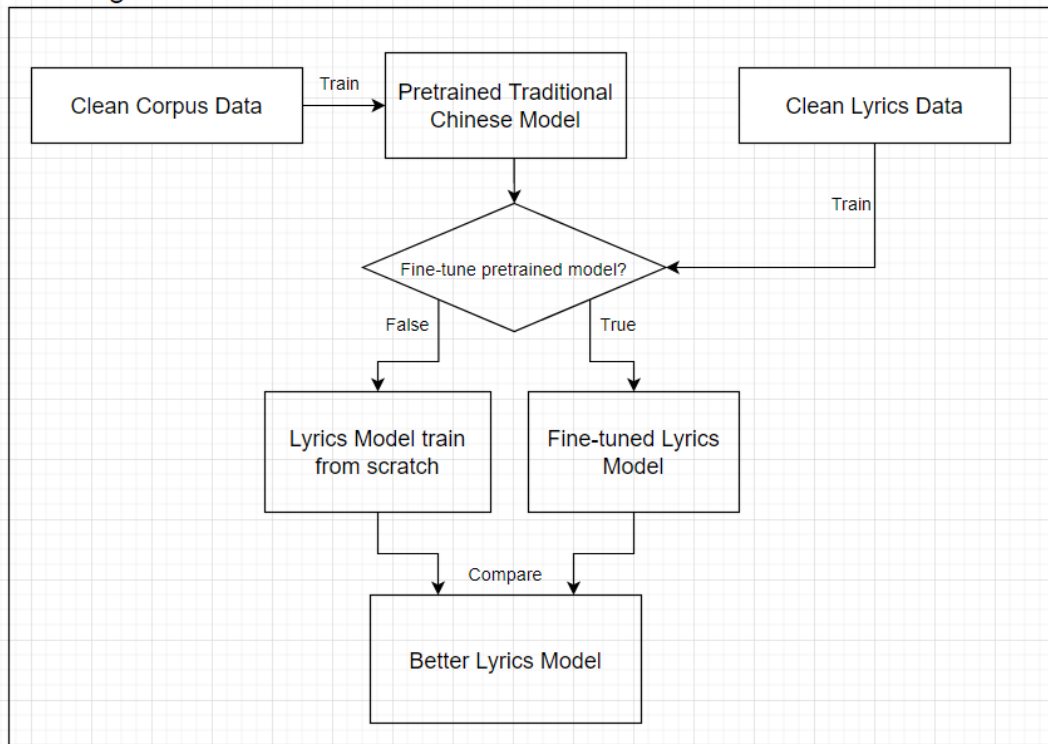 Clean Corpus Data
Train
Pretrained Traditional
Chinese Model
Clean Lyrics Data
Train
Fine-tune pretrained model?
False
True
Lyrics Model train
from scratch
Fine-tuned Lyrics
Model
Compare
Better Lyrics Model